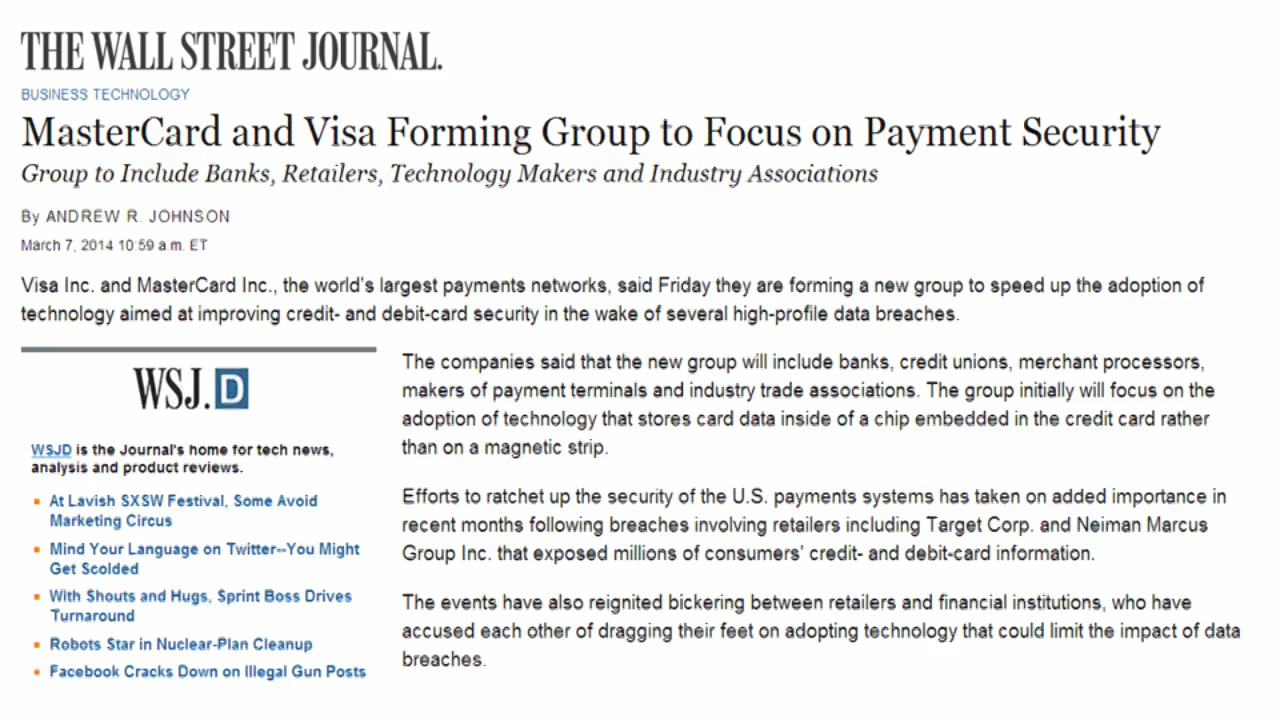 THE WALL STREET JOURNAL.
BUSINESS TECHNOLOGY
MasterCard and Visa Forming Group to Focus on Payment Security
Group to Include Banks, Retailers, Technology Makers and Industry Associations
By ANDREW R. JOHNSON
March 7, 2014 10:59 a.m. ET
Visa Inc. and MasterCard Inc., the world's largest payments networks, said Friday they are forming a new group to speed up the adoption of
technology aimed at improving credit- and debit-card security in the wake of several high-profile data breaches.
WSJ.D
WSJD is the Journal's home for tech news,
analysis and product reviews.
At Lavish SXSW Festival, Some Avoid
Marketing Circus
Mind Your Language on Twitter--You Might
Get Scolded
With Shouts and Hugs, Sprint Boss Drives
Turnaround
Robots Star in Nuclear-Plan Cleanup
Facebook Cracks Down on Illegal Gun Posts
The companies said that the new group will include banks, credit unions, merchant processors,
makers of payment terminals and industry trade associations. The group initially will focus on the
adoption of technology that stores card data inside of a chip embedded in the credit card rather
than on a magnetic strip.
Efforts to ratchet up the security of the U.S. payments systems has taken on added importance in
recent months following breaches involving retailers including Target Corp. and Neiman Marcus
Group Inc. that exposed millions of consumers' credit- and debit-card information.
The events have also reignited bickering between retailers and financial institutions, who have
accused each other of dragging their feet on adopting technology that could limit the impact of data
breaches.